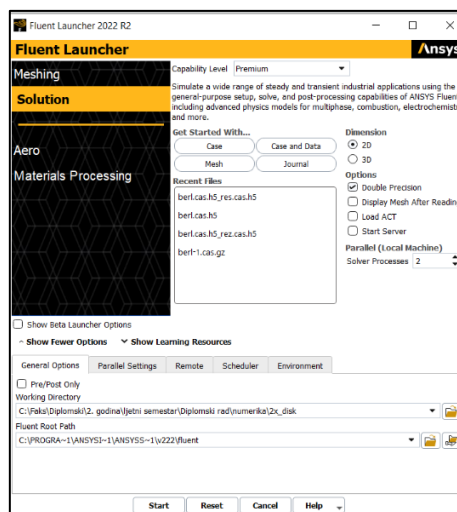 Fluent Launcher 2022 R2
Fluent Launcher
Ansys
Meshing
Solution
Aero
Materials Processing
Capability Level Premium
Simulate a wide range of steady and transient industrial applications using the
general-purpose setup, solve, and post-processing capabilities of ANSYS Fluent
including advanced physics models for multiphase, combustion, electrochemistr
and more.
Get Started With...
Case
Case and Data
Mesh
Journal
Recent Files
berl.cas.h5_res.cas.h5
berl.cas.h5
berl.cas.h5_rez.cas.h5
berl-1.cas.gz
Dimension
2D
3D
Options
Double Precision
Display Mesh After Reading
Load ACT
Start Server
Parallel (Local Machine)
Solver Processes 2
Show Beta Launcher Options
Show Fewer Options Show Learning Resources
General Options Parallel Settings Remote Scheduler Environment
Pre/Post Only
Working Directory
C:\Faks\Diplomski\2. godina\ljetni semestar\Diplomski rad\numerika\2x_disk
Fluent Root Path
C:\PROGRA~1\ANSYSI~1\ANSYSS~1\v222\fluent
Start Reset Cancel Help